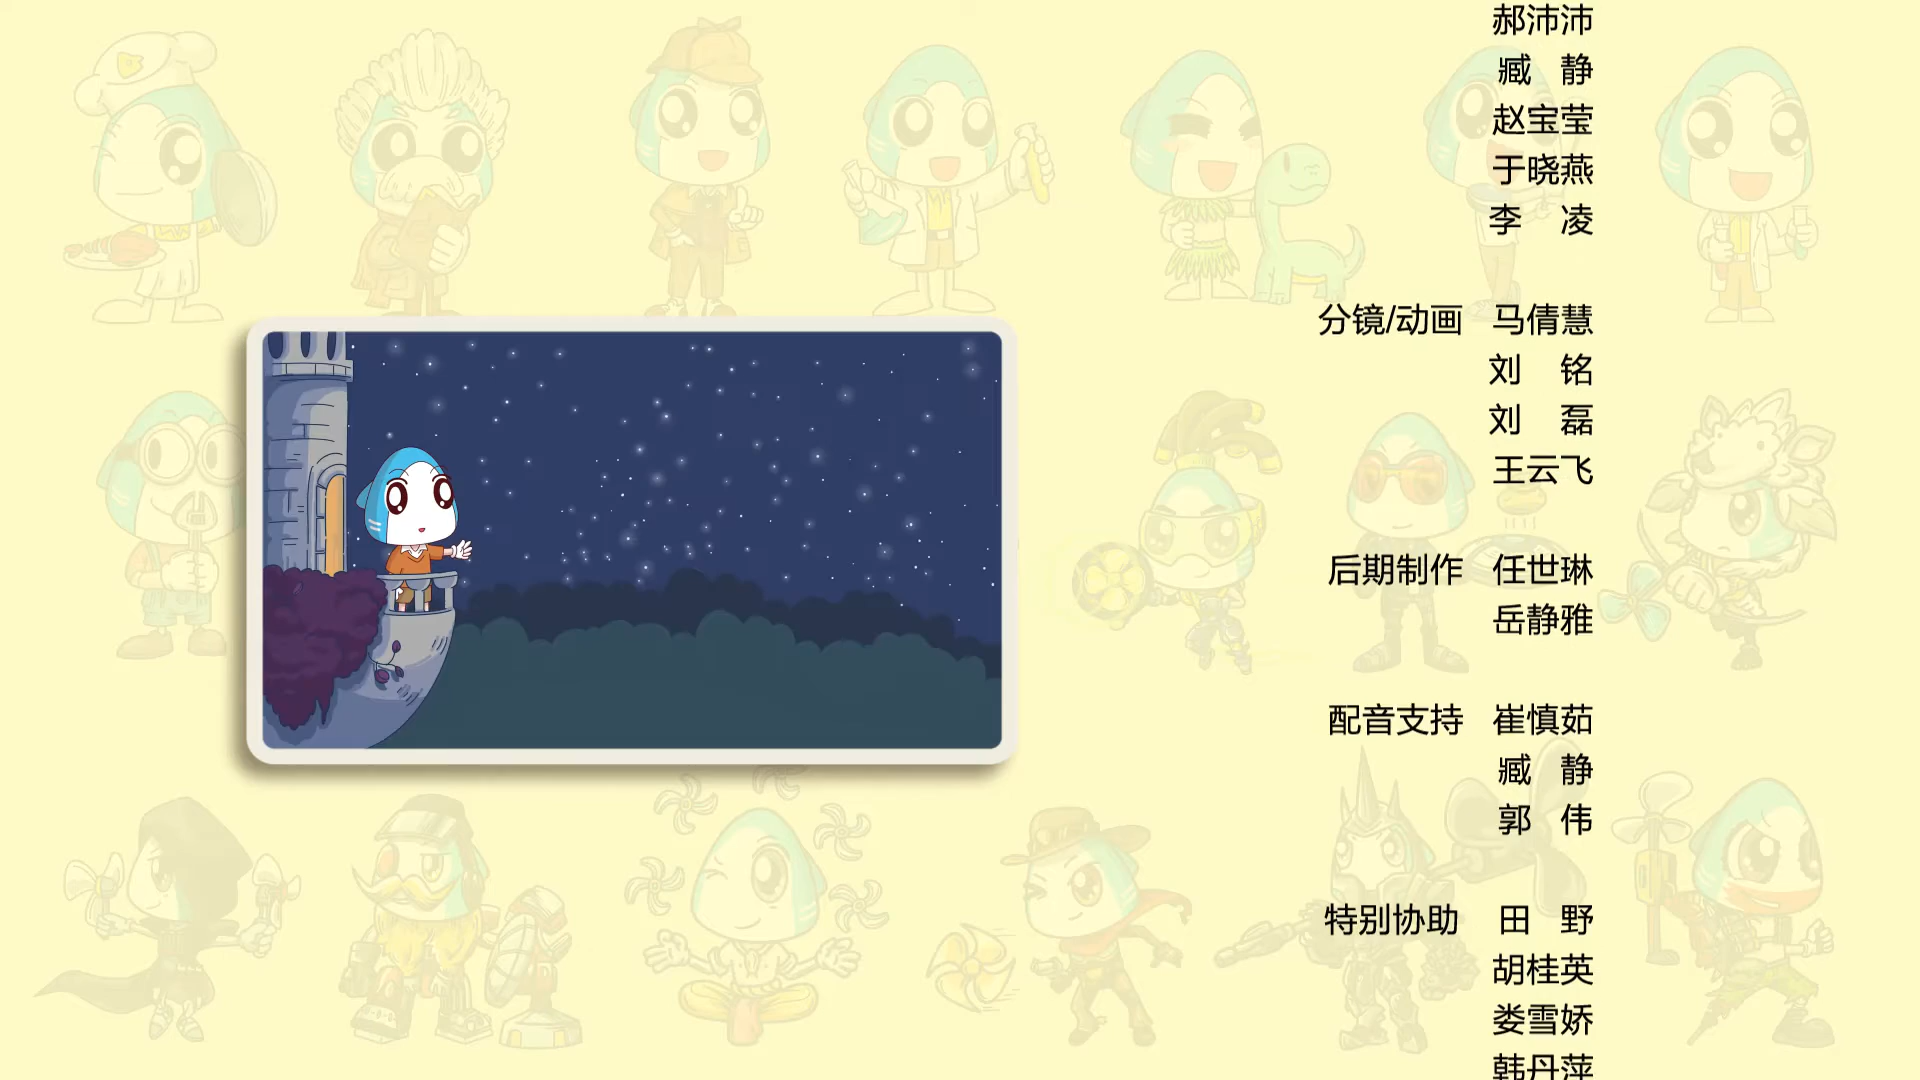 郝沛沛
臧 静
赵宝莹
于晓燕
李 凌
分镜/动画 马倩慧
刘 铭
刘 磊
王云飞
后期制作 任世琳
岳静雅
配音支持 崔慎茹
臧 静
郭 伟
特别协助 田 野
胡桂英
娄雪娇
韩丹萍